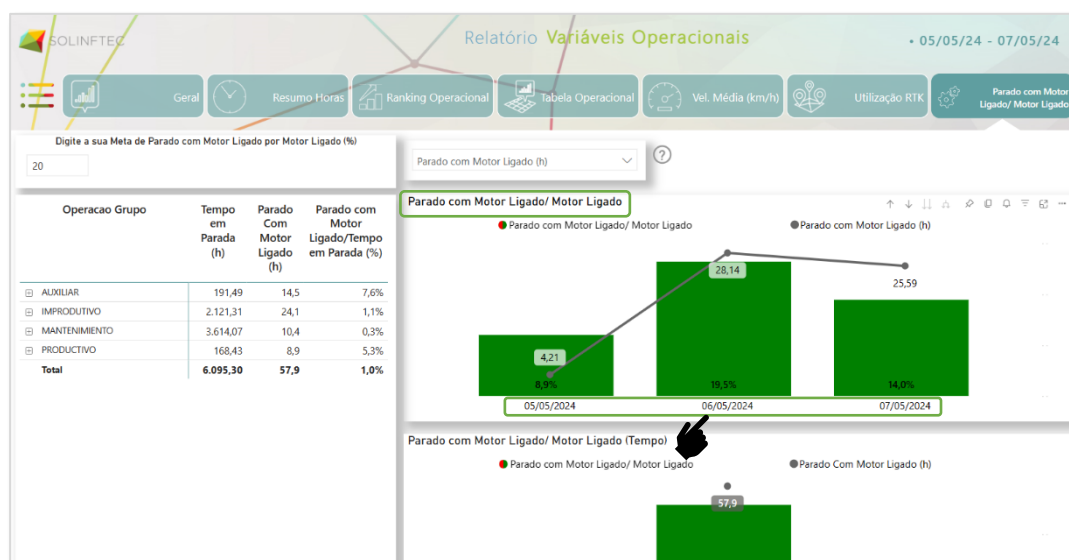 SOLINFTEC
Relatório Variáveis Operacionais
• 05/05/24 - 07/05/24
Geral
Resumo Horas
Ranking Operacional
Tabela Operacional
Vel. Média (km/h)
Utilização RTK
Parado com Motor
Ligado/ Motor Ligado
Digite a sua Meta de Parado com Motor Ligado por Motor Ligado (%)
20
Parado com Motor Ligado (h)
?
Operacao Grupo
Tempo
em
Parada
(h)
Parado
Com
Motor
Ligado
(h)
Parado com
Motor
Ligado/Tempo
em Parada (%)
AUXILIAR 191,49 14,5 7,6%
IMPRODUTIVO 2.121,31 24,1 1,1%
MANTENIMIENTO 3.614,07 10,4 0,3%
PRODUCTIVO 168,43 8,9 5,3%
Total 6.095,30 57,9 1,0%
Parado com Motor Ligado/ Motor Ligado
Parado com Motor Ligado/ Motor Ligado
Parado com Motor Ligado (h)
28,14
25,59
4,21
8,9% 19,5% 14,0%
05/05/2024 06/05/2024 07/05/2024
Parado com Motor Ligado/ Motor Ligado (Tempo)
Parado com Motor Ligado/ Motor Ligado
Parado Com Motor Ligado (h)
57,9